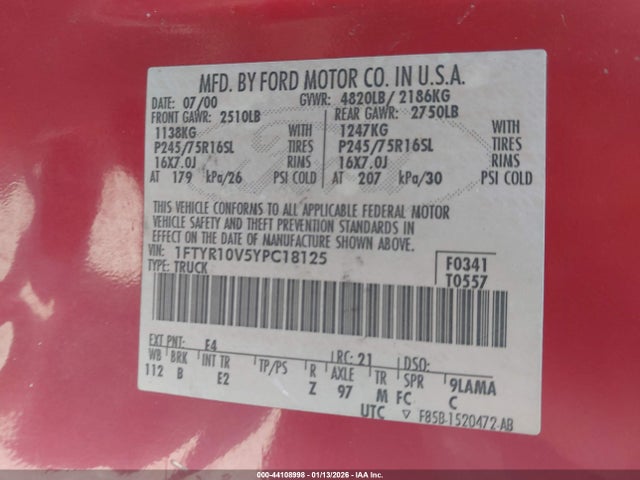 MFD. BY FORD MOTOR CO. IN U.S.A.
DATE: 07/00 GVWR: 4820LB/ 2186KG
FRONT GAWR: 2510LB REAR GAWR: 2750LB
1138KG WITH 1247KG WITH
P245/75R16SL TIRES P245/75R16SL TIRES
16X7.0J RIMS 16X7.0J RIMS
AT 179 kPa/26 PSI COLD AT 207 kPa/30 PSI COLD
THIS VEHICLE CONFORMS TO ALL APPLICABLE FEDERAL MOTOR
VEHICLE SAFETY AND THEFT PREVENTION STANDARDS IN
EFFECT ON THE DATE OF MANUFACTURE SHOWN ABOVE.
VIN: 1FTYR10V5YPC18125 F0341
TYPE: TRUCK T0557
EXT PNT: E4 RC: 21 DSO:
WB BRK INT TR TP/PS R AXLE TR SPR 9LAMA
112 B E2 Z 97 M FC C
UTC ▽ F85B-1520472-AB
000-44108998 - 01/13/2026 - IAA Inc.